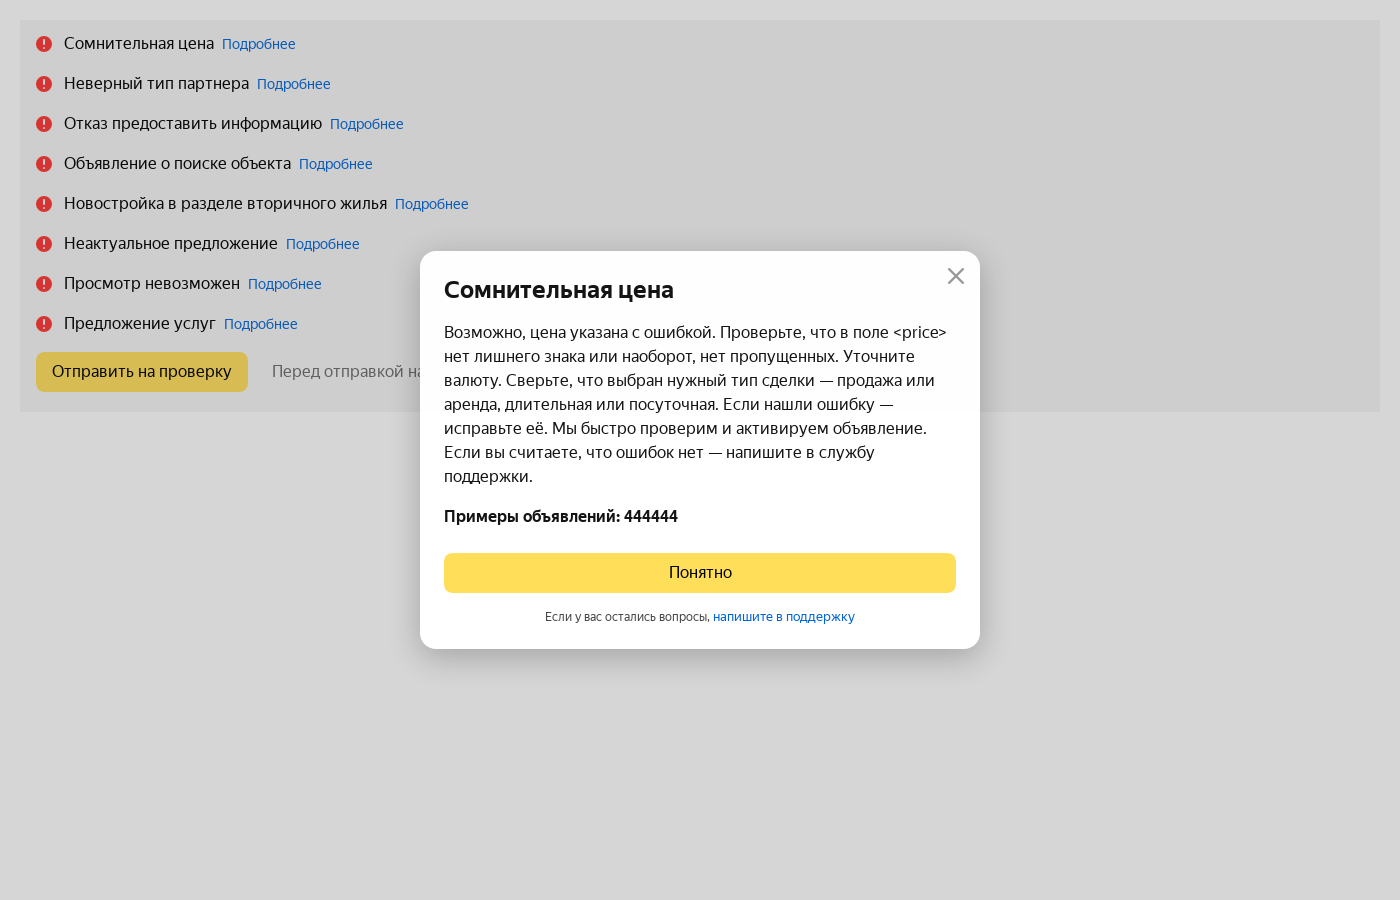 Сомнительная цена Подробнее
Неверный тип партнера Подробнее
Отказ предоставить информацию Подробнее
Объявление о поиске объекта Подробнее
Новостройка в разделе вторичного жилья Подробнее
Неактуальное предложение Подробнее
Просмотр невозможен Подробнее
Предложение услуг Подробнее
Отправить на проверку Перед отправкой
Сомнительная цена
Возможно, цена указана с ошибкой. Проверьте, что в поле <price>
нет лишнего знака или наоборот, нет пропущенных. Уточните
валюту. Сверьте, что выбран нужный тип сделки — продажа или
аренда, длительная или посуточная. Если нашли ошибку —
исправьте её. Мы быстро проверим и активируем объявление.
Если вы считаете, что ошибок нет — напишите в службу
поддержки.
Примеры объявлений: 444444
Понятно
Если у вас остались вопросы, напишите в поддержку